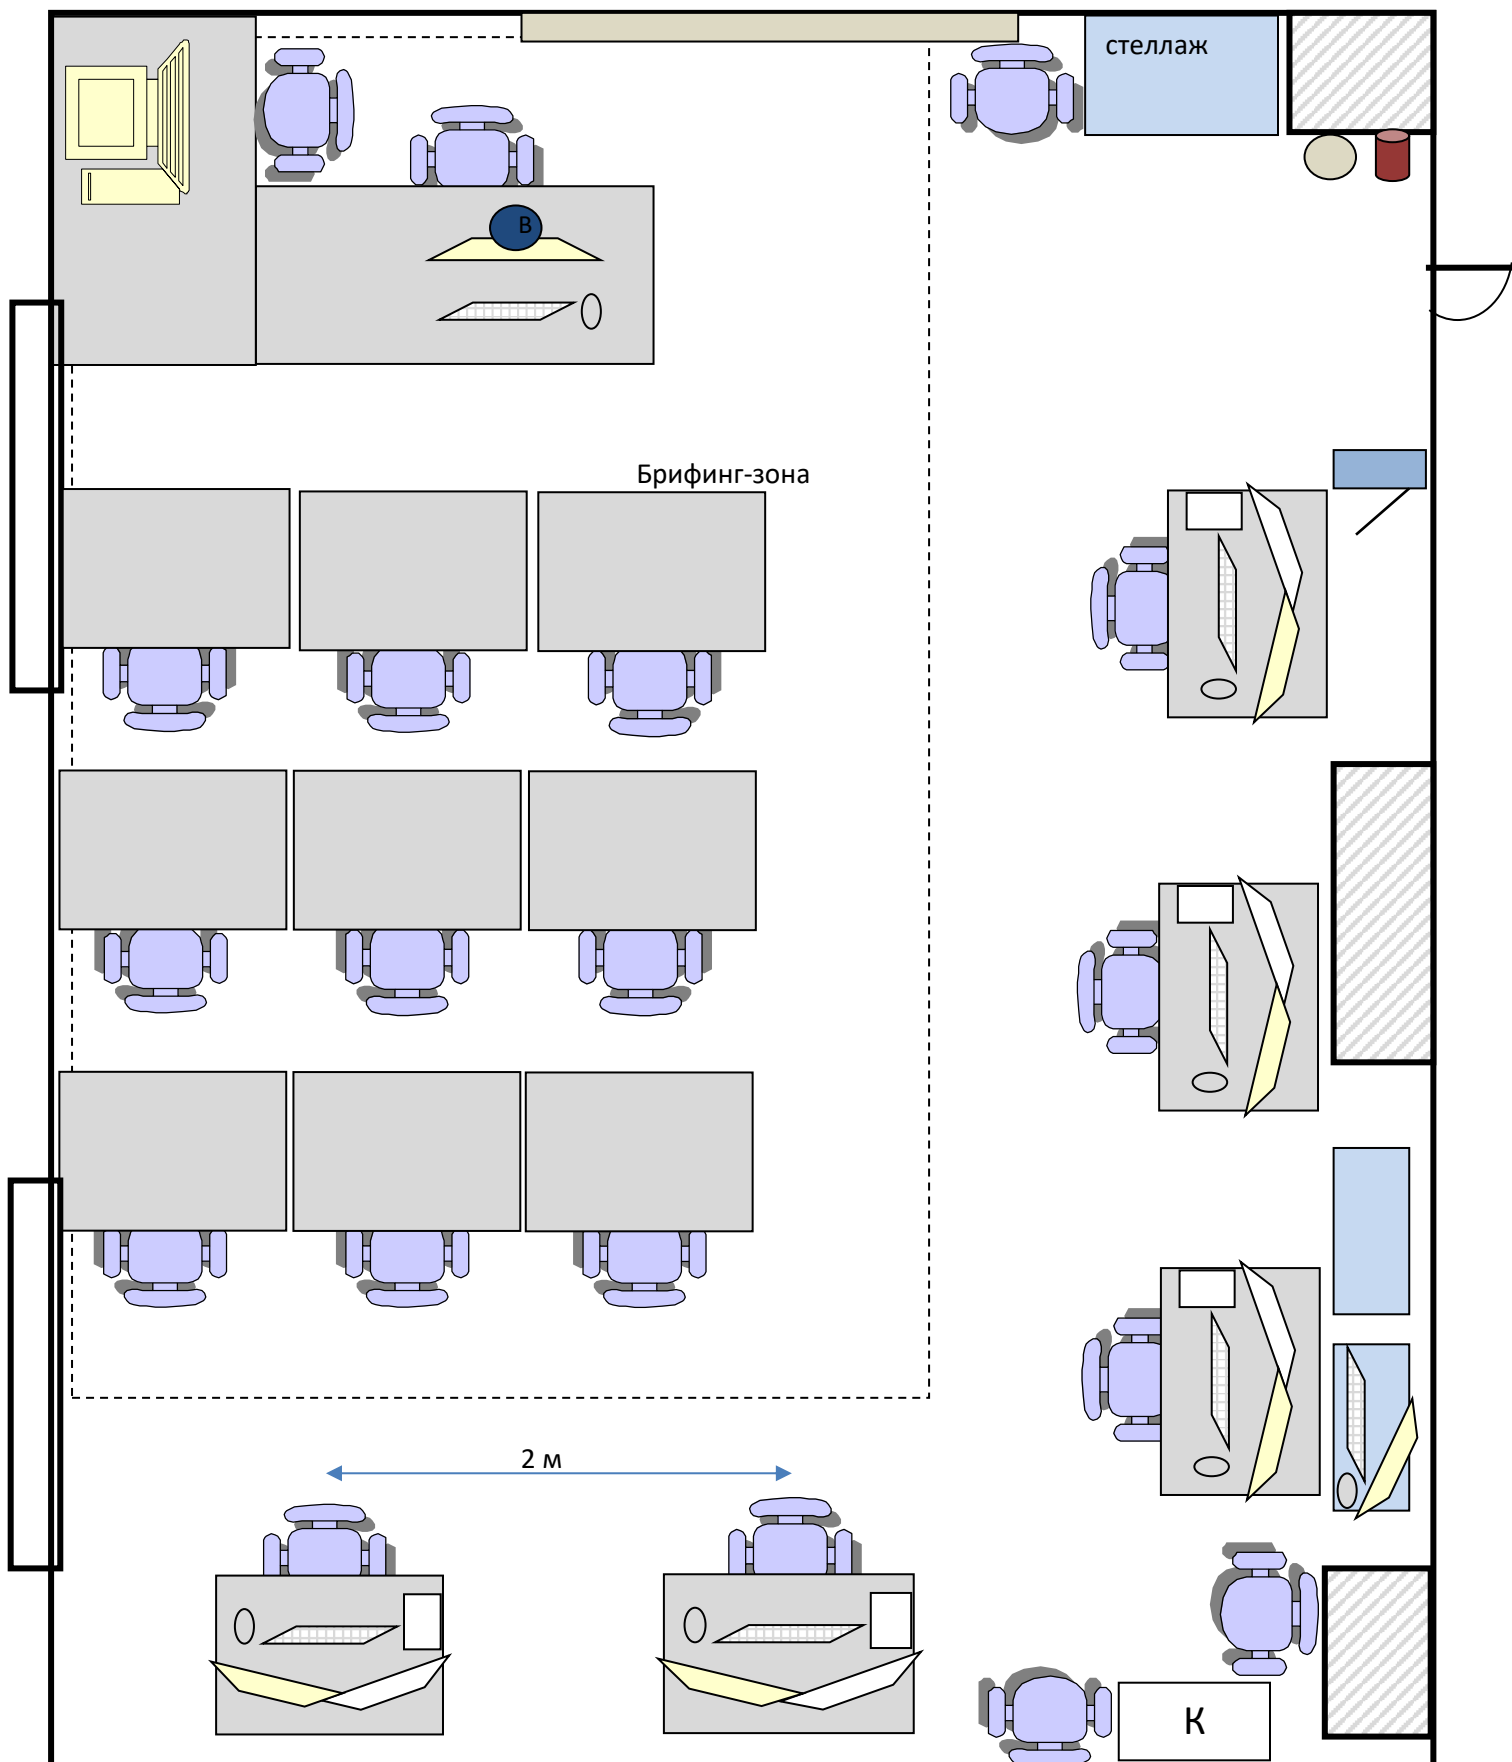 стеллаж
В
Брифинг-зона
2 м
К